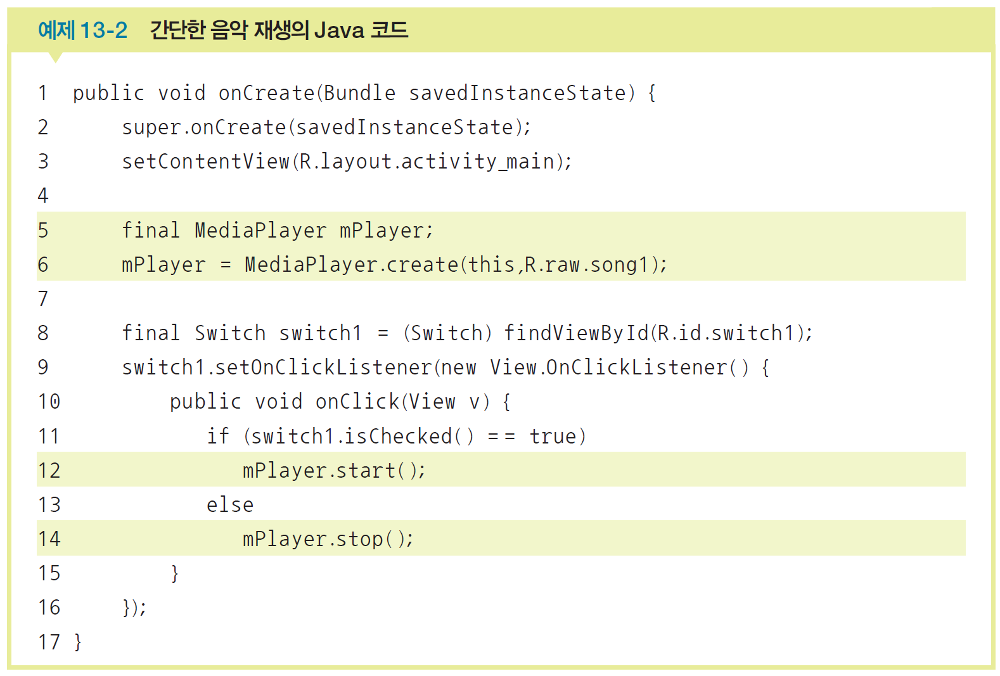 예제 13-2 간단한 음악 재생의 Java 코드
1 public void onCreate(Bundle savedInstanceState) {
2     super.onCreate(savedInstanceState);
3     setContentView(R.layout.activity_main);
4
5     final MediaPlayer mPlayer;
6     mPlayer = MediaPlayer.create(this,R.raw.song1);
7
8     final Switch switch1 = (Switch) findViewById(R.id.switch1);
9     switch1.setOnClickListener(new View.OnClickListener() {
10         public void onClick(View v) {
11            if (switch1.isChecked() == true)
12               mPlayer.start();
13            else
14               mPlayer.stop();
15         }
16     });
17 }